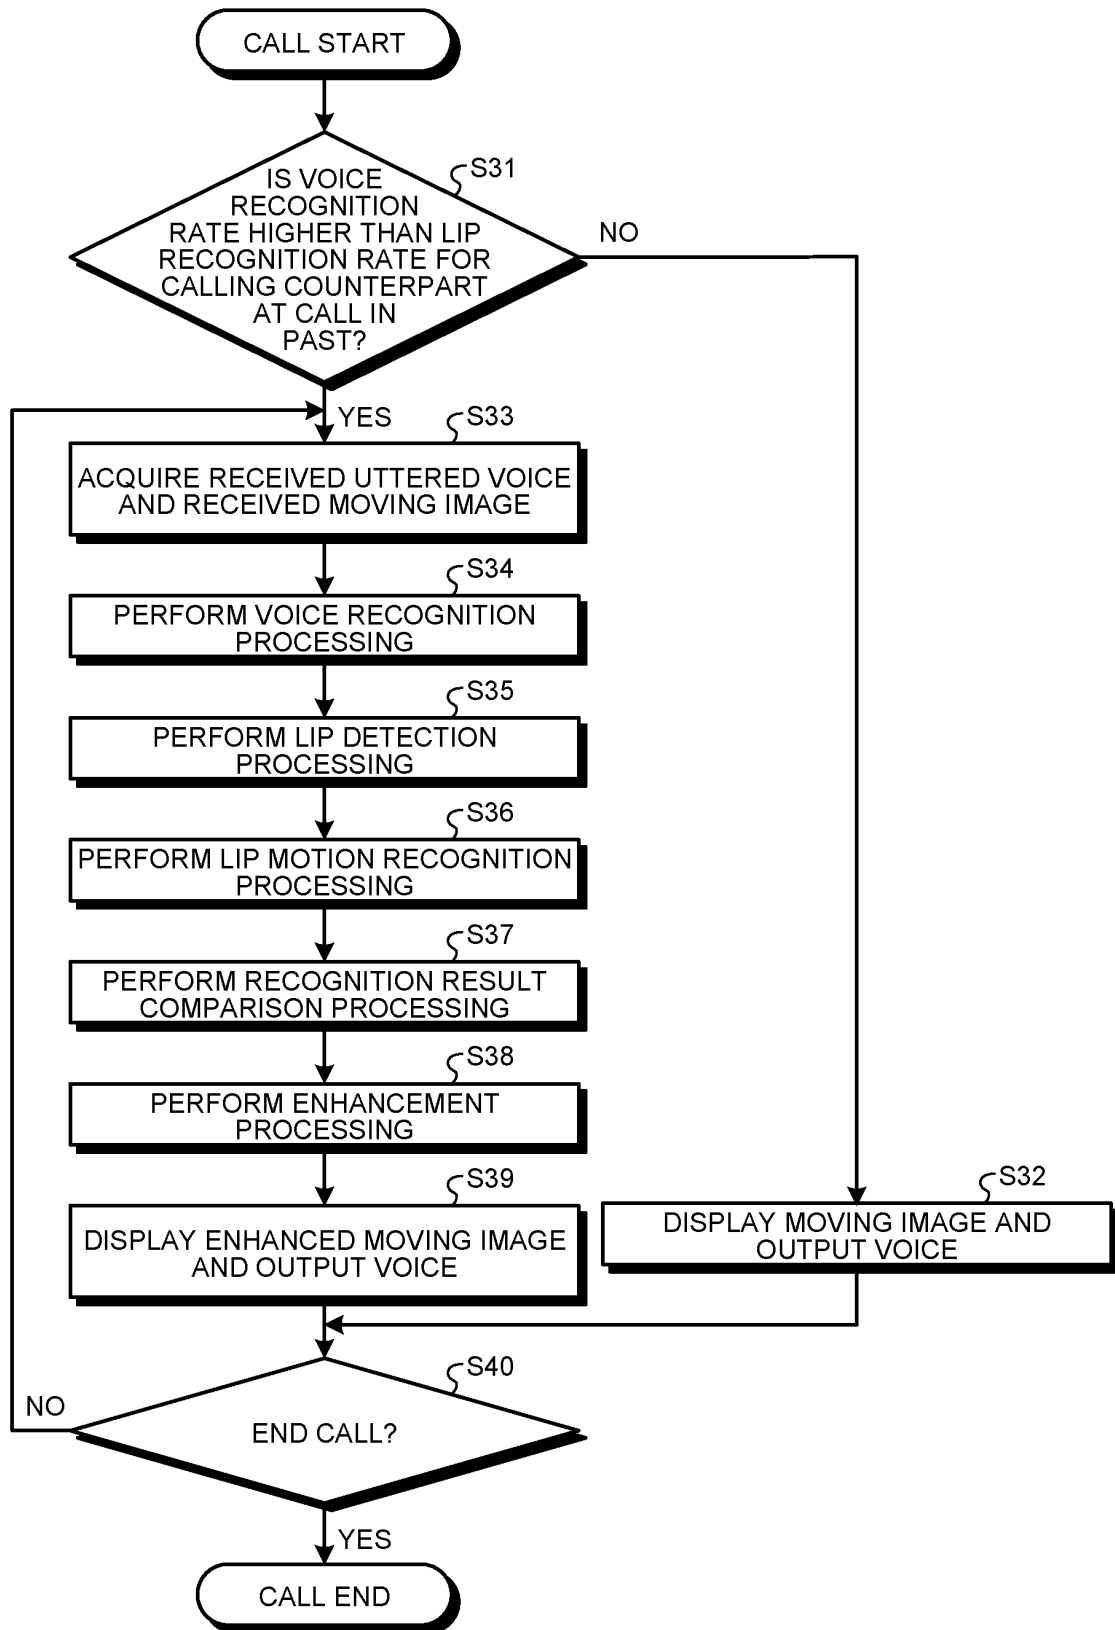 CALL START
S31
IS VOICE
RECOGNITION
RATE HIGHER THAN LIP
RECOGNITION RATE FOR
CALLING COUNTERPART
AT CALL IN
PAST?
NO
YES
S33
ACQUIRE RECEIVED UTTERED VOICE
AND RECEIVED MOVING IMAGE
S34
PERFORM VOICE RECOGNITION
PROCESSING
S35
PERFORM LIP DETECTION
PROCESSING
S36
PERFORM LIP MOTION RECOGNITION
PROCESSING
S37
PERFORM RECOGNITION RESULT
COMPARISON PROCESSING
S38
PERFORM ENHANCEMENT
PROCESSING
S39
DISPLAY ENHANCED MOVING IMAGE
AND OUTPUT VOICE
S32
DISPLAY MOVING IMAGE AND
OUTPUT VOICE
S40
NO
END CALL?
YES
CALL END